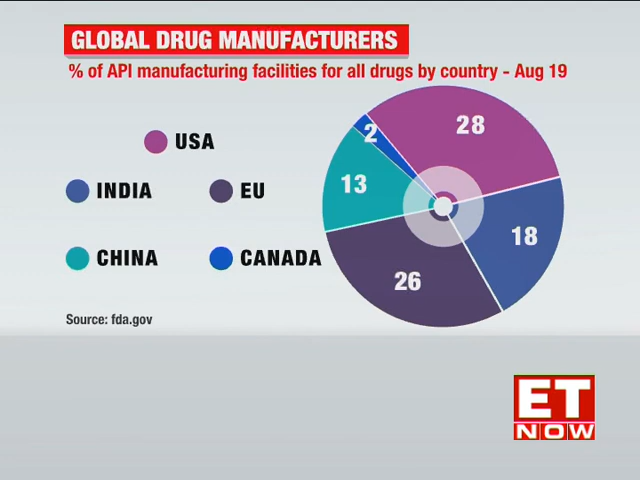 GLOBAL DRUG MANUFACTURERS
% of API manufacturing facilities for all drugs by country - Aug 19
USA
INDIA
EU
CHINA
CANADA
28
18
26
13
2
Source: fda.gov
ET
NOW